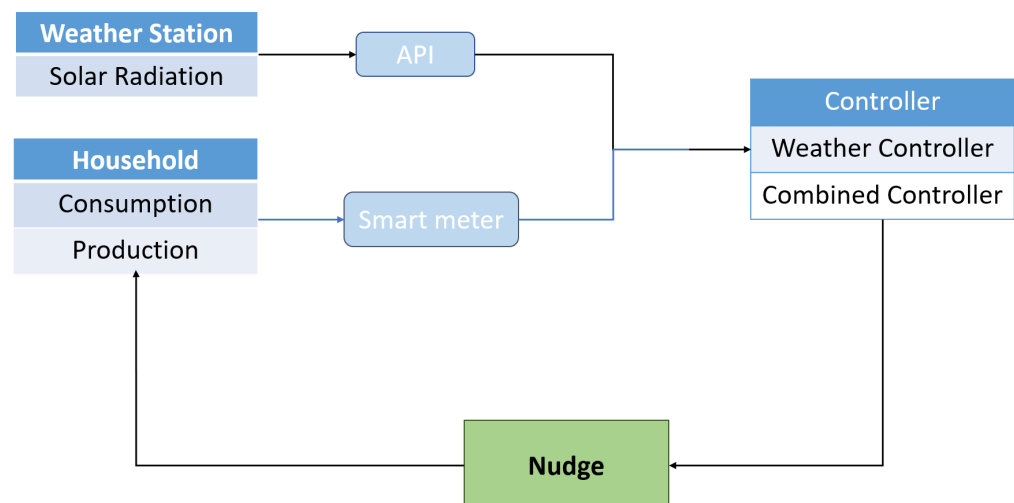 Weather Station
Solar Radiation
API
Household
Consumption
Production
Smart meter
Controller
Weather Controller
Combined Controller
Nudge